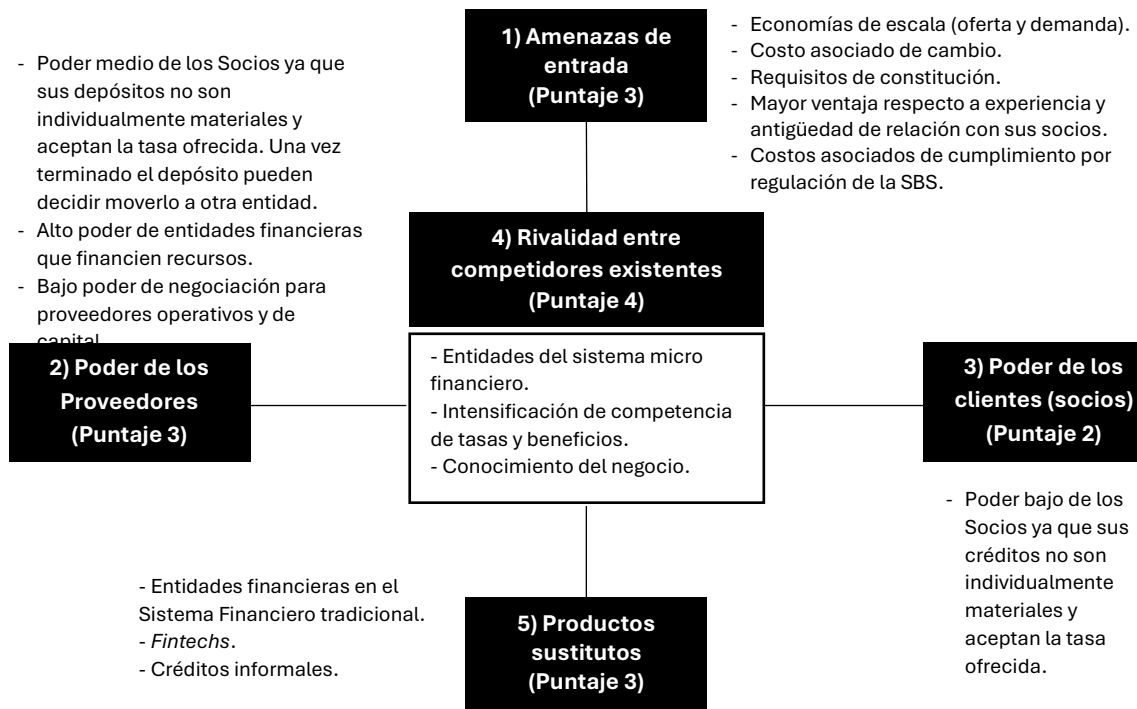 1) Amenazas de
entrada
(Puntaje 3)
- Economías de escala (oferta y demanda).
- Costo asociado de cambio.
- Requisitos de constitución.
- Mayor ventaja respecto a experiencia y
antigüedad de relación con sus socios.
- Costos asociados de cumplimiento por
regulación de la SBS.
- Poder medio de los Socios ya que
sus depósitos no son
individualmente materiales y
aceptan la tasa ofrecida. Una vez
terminado el depósito pueden
decidir moverlo a otra entidad.
- Alto poder de entidades financieras
que financien recursos.
- Bajo poder de negociación para
proveedores operativos y de
capital
2) Poder de los
Proveedores
(Puntaje 3)
4) Rivalidad entre
competidores existentes
(Puntaje 4)
- Entidades del sistema micro
financiero.
- Intensificación de competencia
de tasas y beneficios.
- Conocimiento del negocio.
3) Poder de los
clientes (socios)
(Puntaje 2)
- Poder bajo de los
Socios ya que sus
créditos no son
individualmente
materiales y
aceptan la tasa
ofrecida.
- Entidades financieras en el
Sistema Financiero tradicional.
- Fintechs.
- Créditos informales.
5) Productos
sustitutos
(Puntaje 3)